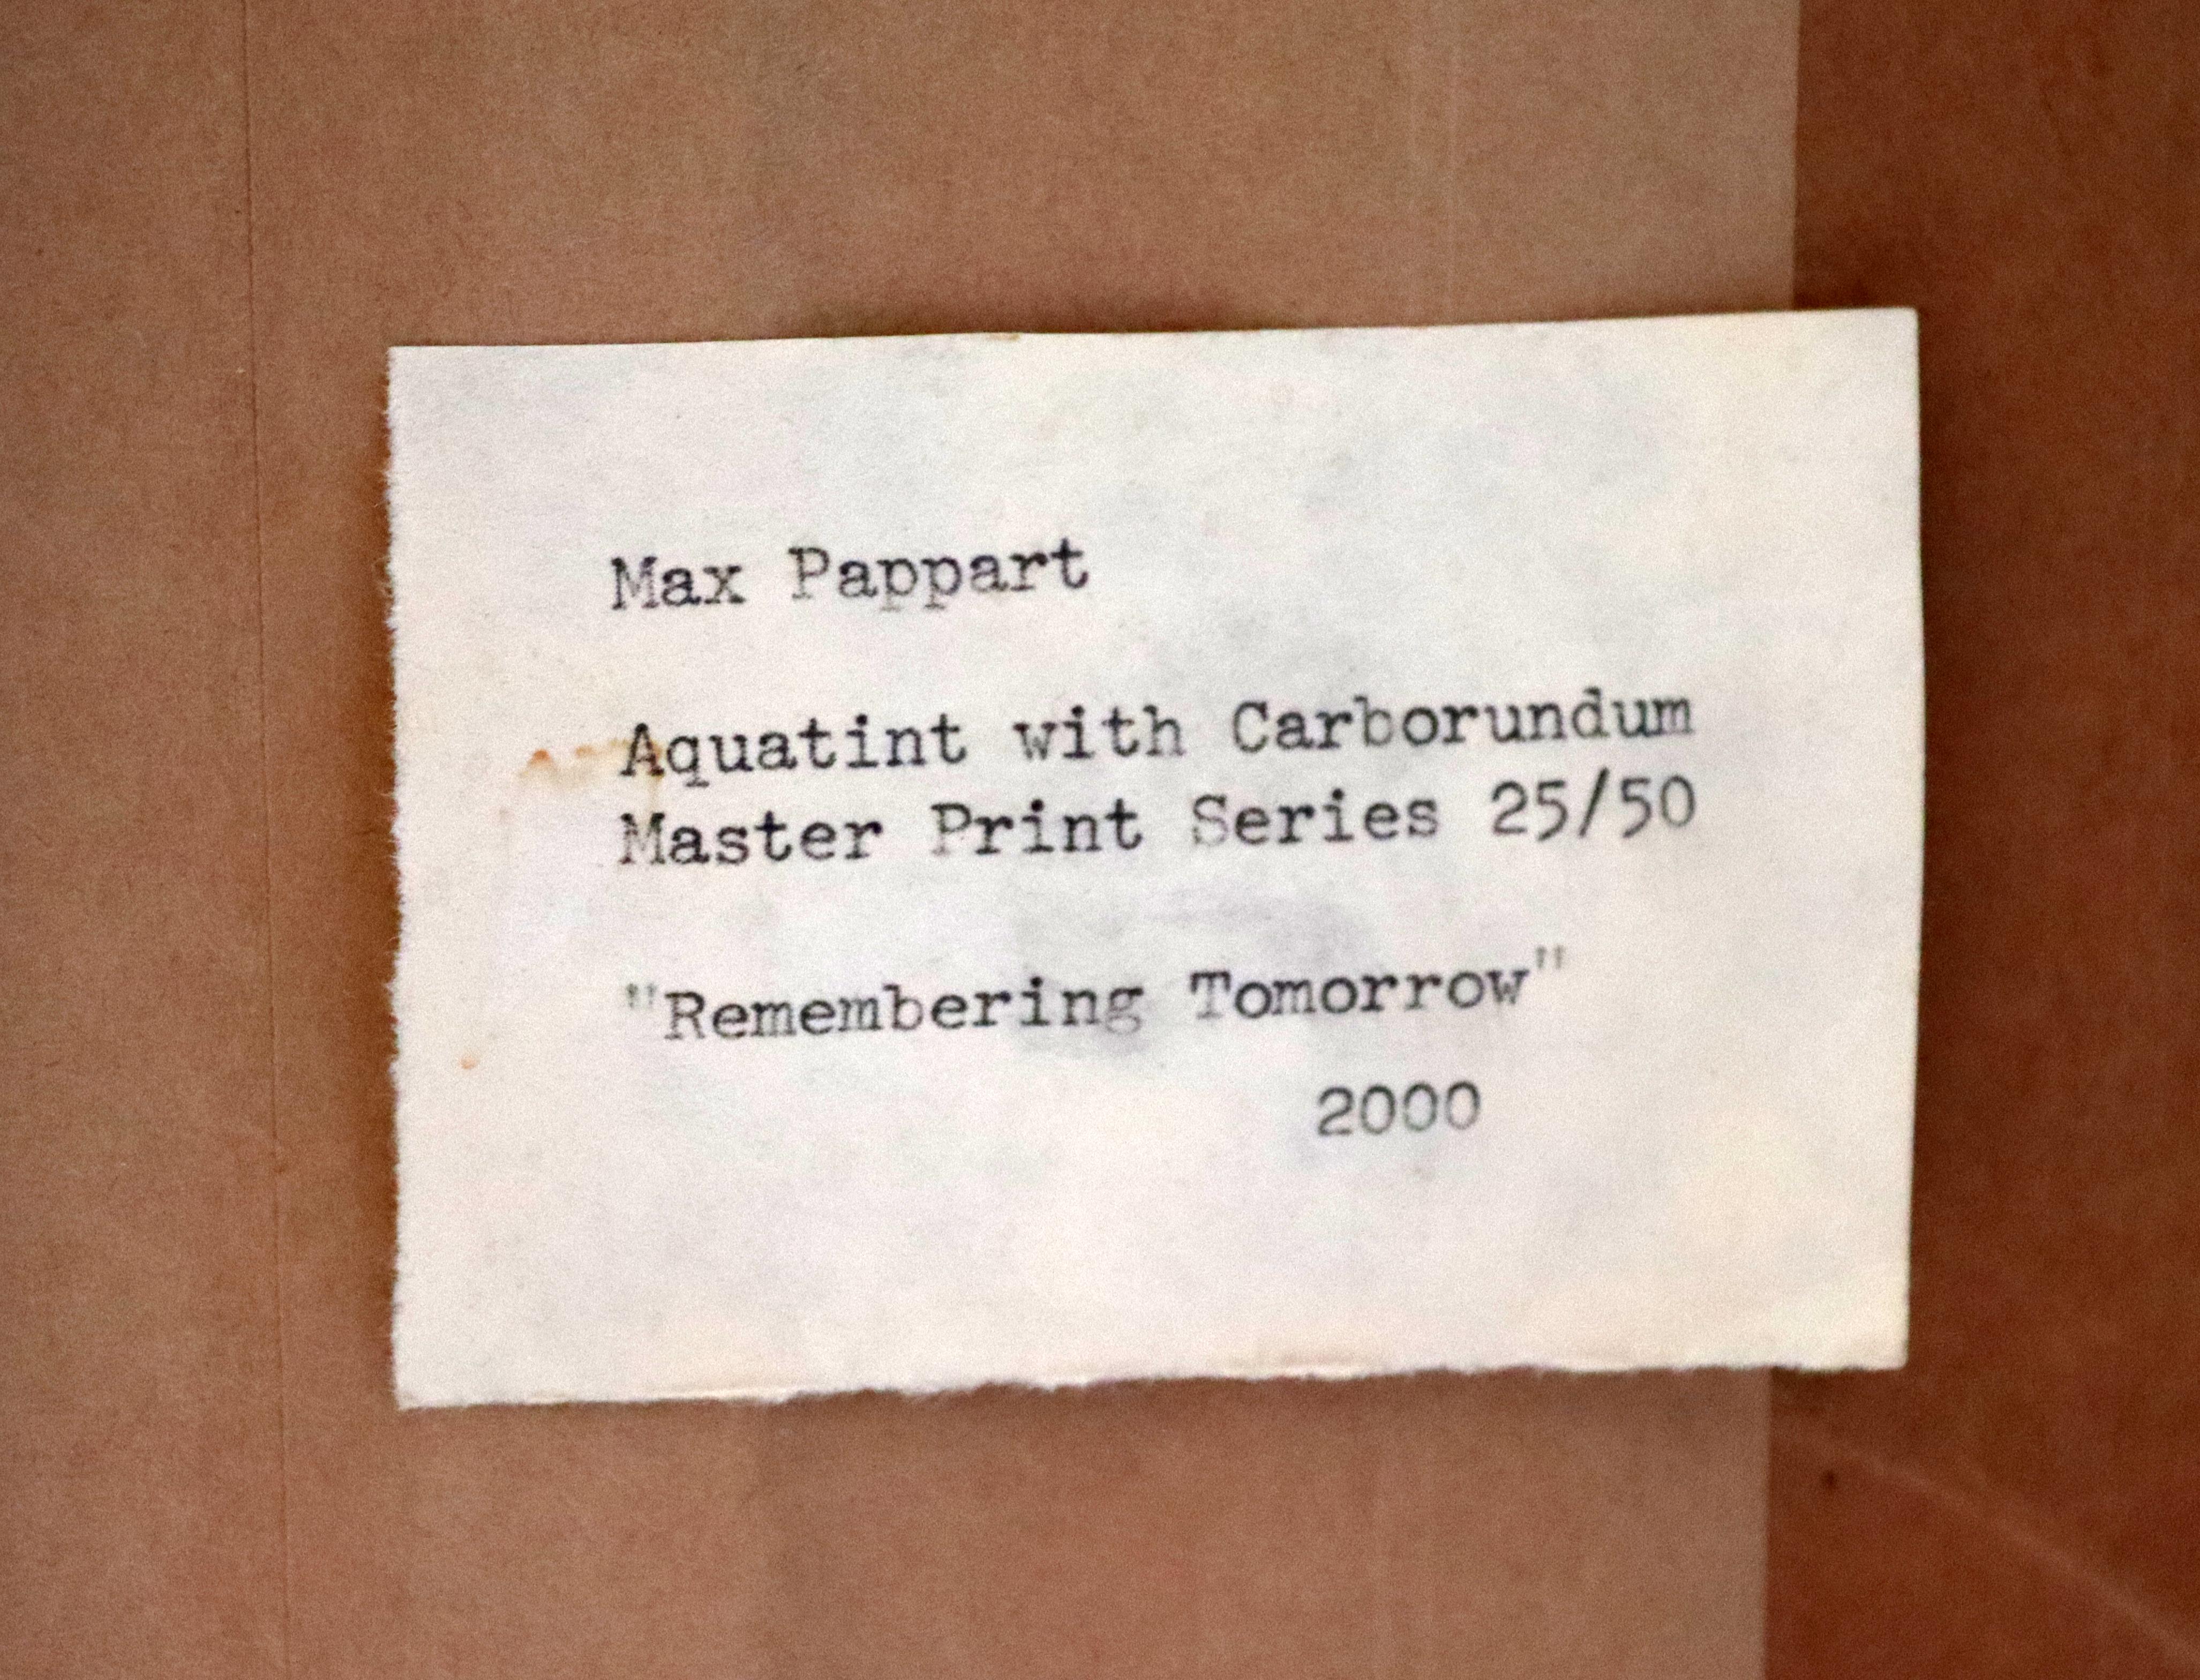 Max Pappart
Aquatint with Carborundum
Master Print Series 25/50
"Remembering Tomorrow"
2000